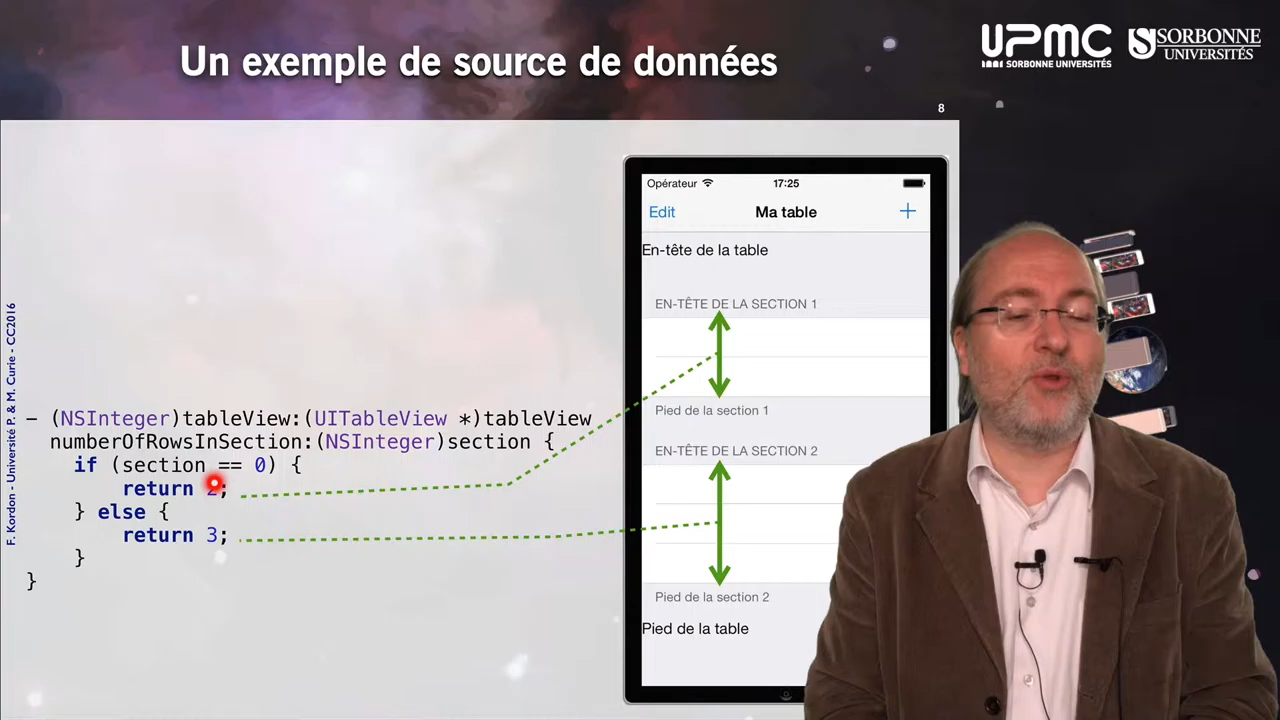 Un exemple de source de données
UPMC
SORBONNE UNIVERSITÉS
SORBONNE
UNIVERSITÉS
8
F. Kordon - Université P. & M. Curie - CC2016
- (NSInteger)tableView:(UITableView *)tableView
numberOfRowsInSection:(NSInteger)section {
if (section == 0) {
return 2;
} else {
return 3;
}
}
Opérateur
17:25
Edit
Ma table
+
En-tête de la table
EN-TÊTE DE LA SECTION 1
Pied de la section 1
EN-TÊTE DE LA SECTION 2
Pied de la section 2
Pied de la table